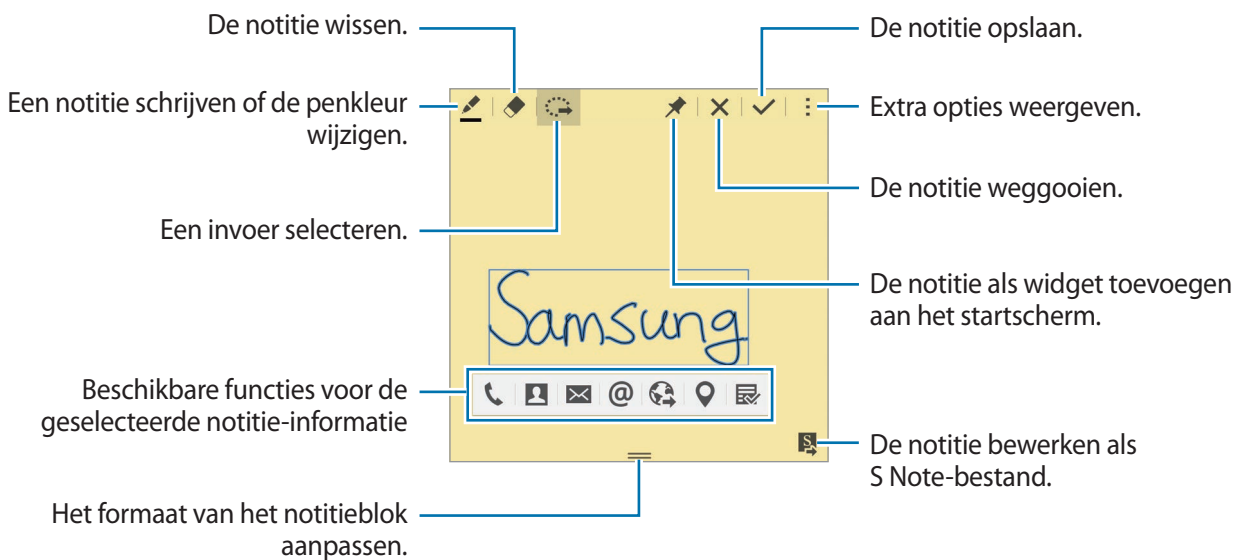 De notitie wissen.
Een notitie schrijven of de penkleur
wijzigen.
Een invoer selecteren.
Beschikbare functies voor de
geselecteerde notitie-informatie
Het formaat van het notitieblok
aanpassen.
Samsung
De notitie opslaan.
Extra opties weergeven.
De notitie weggooien.
De notitie als widget toevoegen
aan het startscherm.
De notitie bewerken als
S Note-bestand.